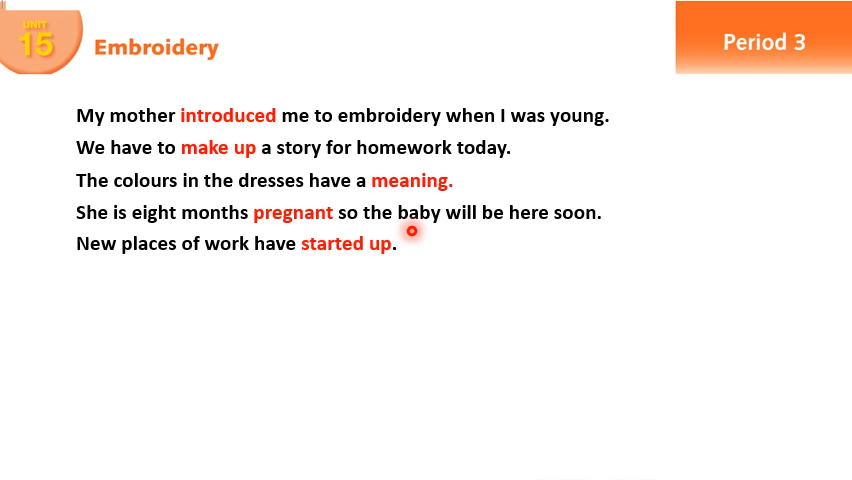 UNIT
15
Embroidery
Period 3
My mother introduced me to embroidery when I was young.
We have to make up a story for homework today.
The colours in the dresses have a meaning.
She is eight months pregnant so the baby will be here soon.
New places of work have started up.